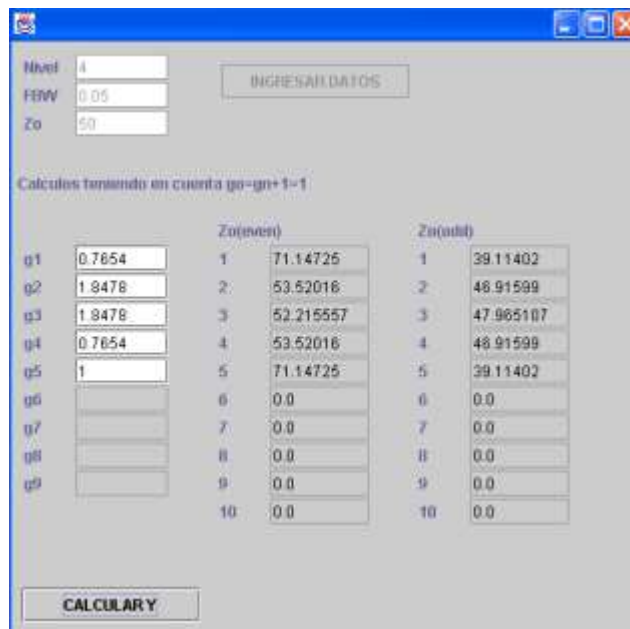 Nivel 4
FBW 0.05
Zo 50
INGRESAR DATOS
Calculos teniendo en cuenta go=gn+1=1
Zo(even) Zo(odd)
g1 0.7654 1 71.14725 1 39.11402
g2 1.8478 2 53.52016 2 46.91599
g3 1.8478 3 52.215557 3 47.965107
g4 0.7654 4 53.52016 4 46.91599
g5 1 5 71.14725 5 39.11402
g6 6 0.0 6 0.0
g7 7 0.0 7 0.0
g8 8 0.0 8 0.0
g9 9 0.0 9 0.0
10 0.0 10 0.0
CALCULAR Y